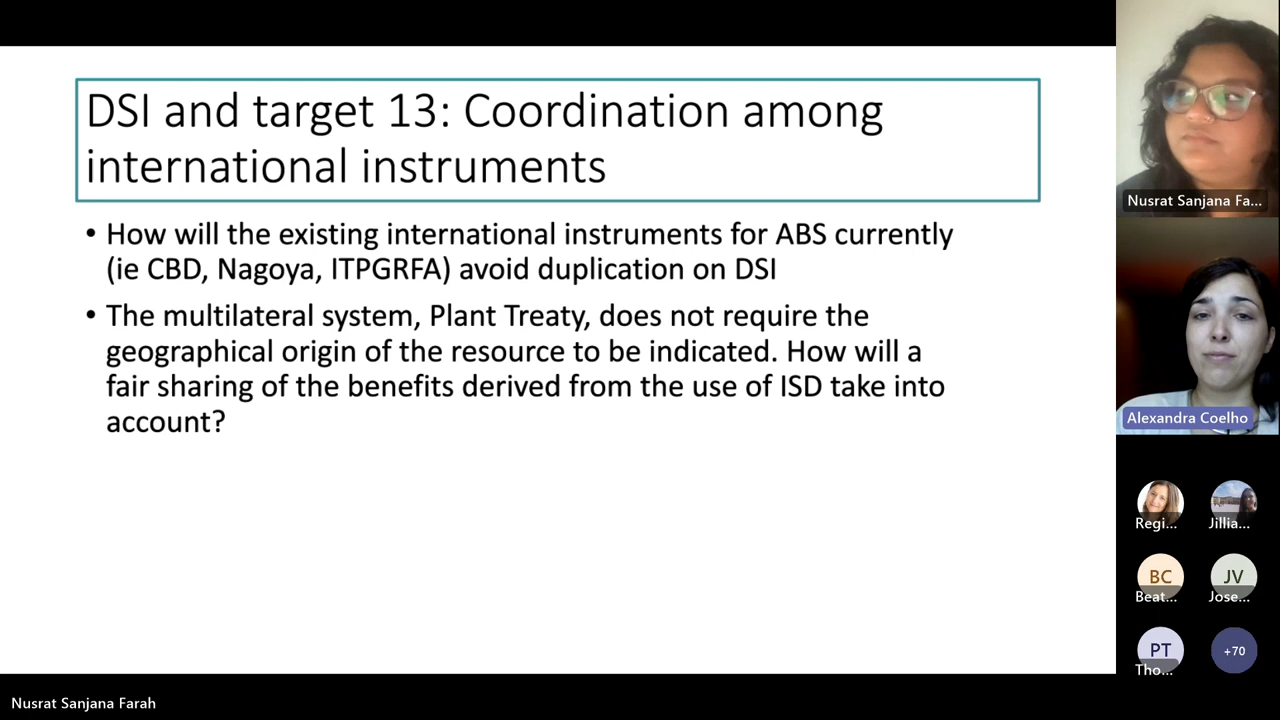 DSI and target 13: Coordination among
international instruments
• How will the existing international instruments for ABS currently
(ie CBD, Nagoya, ITPGRFA) avoid duplication on DSI
• The multilateral system, Plant Treaty, does not require the
geographical origin of the resource to be indicated. How will a
fair sharing of the benefits derived from the use of ISD take into
account?
Nusrat Sanjana Fa...
Alexandra Coelho
Regi...
Jillia...
BC
Beat...
JV
Jose...
PT
Tho...
+70
Nusrat Sanjana Farah